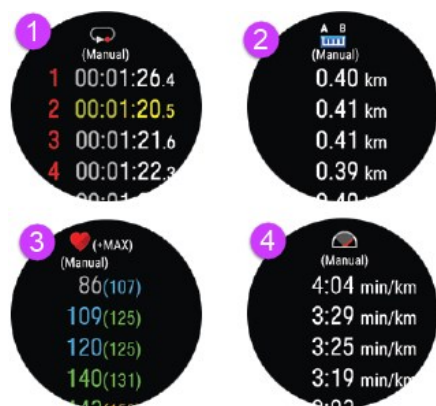 1
(Manual)
1 00:01:26.4
2 00:01:20.5
3 00:01:21.6
4 00:01:22.3
2
A B
(Manual)
0.40 km
0.41 km
0.41 km
0.39 km
3
(+MAX)
(Manual)
86(107)
109(125)
120(125)
140(131)
4
(Manual)
4:04 min/km
3:29 min/km
3:25 min/km
3:19 min/km